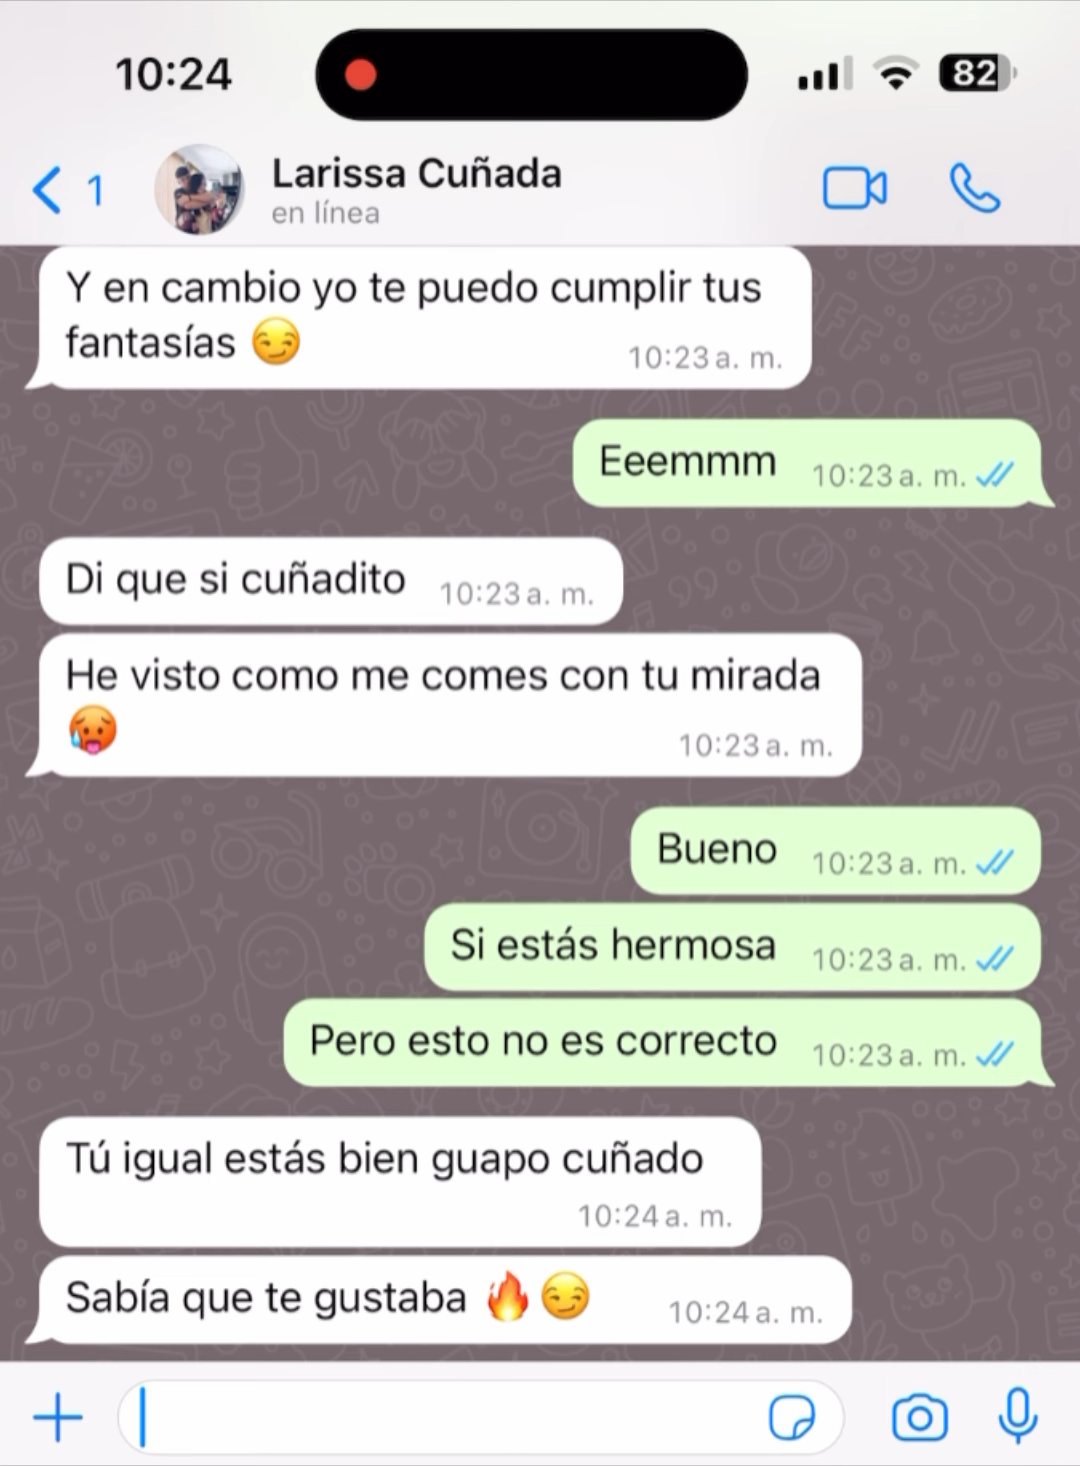 10:24
82
1
Larissa Cuñada
en línea
Y en cambio yo te puedo cumplir tus
fantasías 😏
10:23 a. m.
Eeemmm 10:23 a. m.
Di que si cuñadito 10:23 a. m.
He visto como me comes con tu mirada
🥵
10:23 a. m.
Bueno 10:23 a. m.
Si estás hermosa 10:23 a. m.
Pero esto no es correcto 10:23 a. m.
Tú igual estás bien guapo cuñado
10:24 a. m.
Sabía que te gustaba 🔥😏 10:24 a. m.